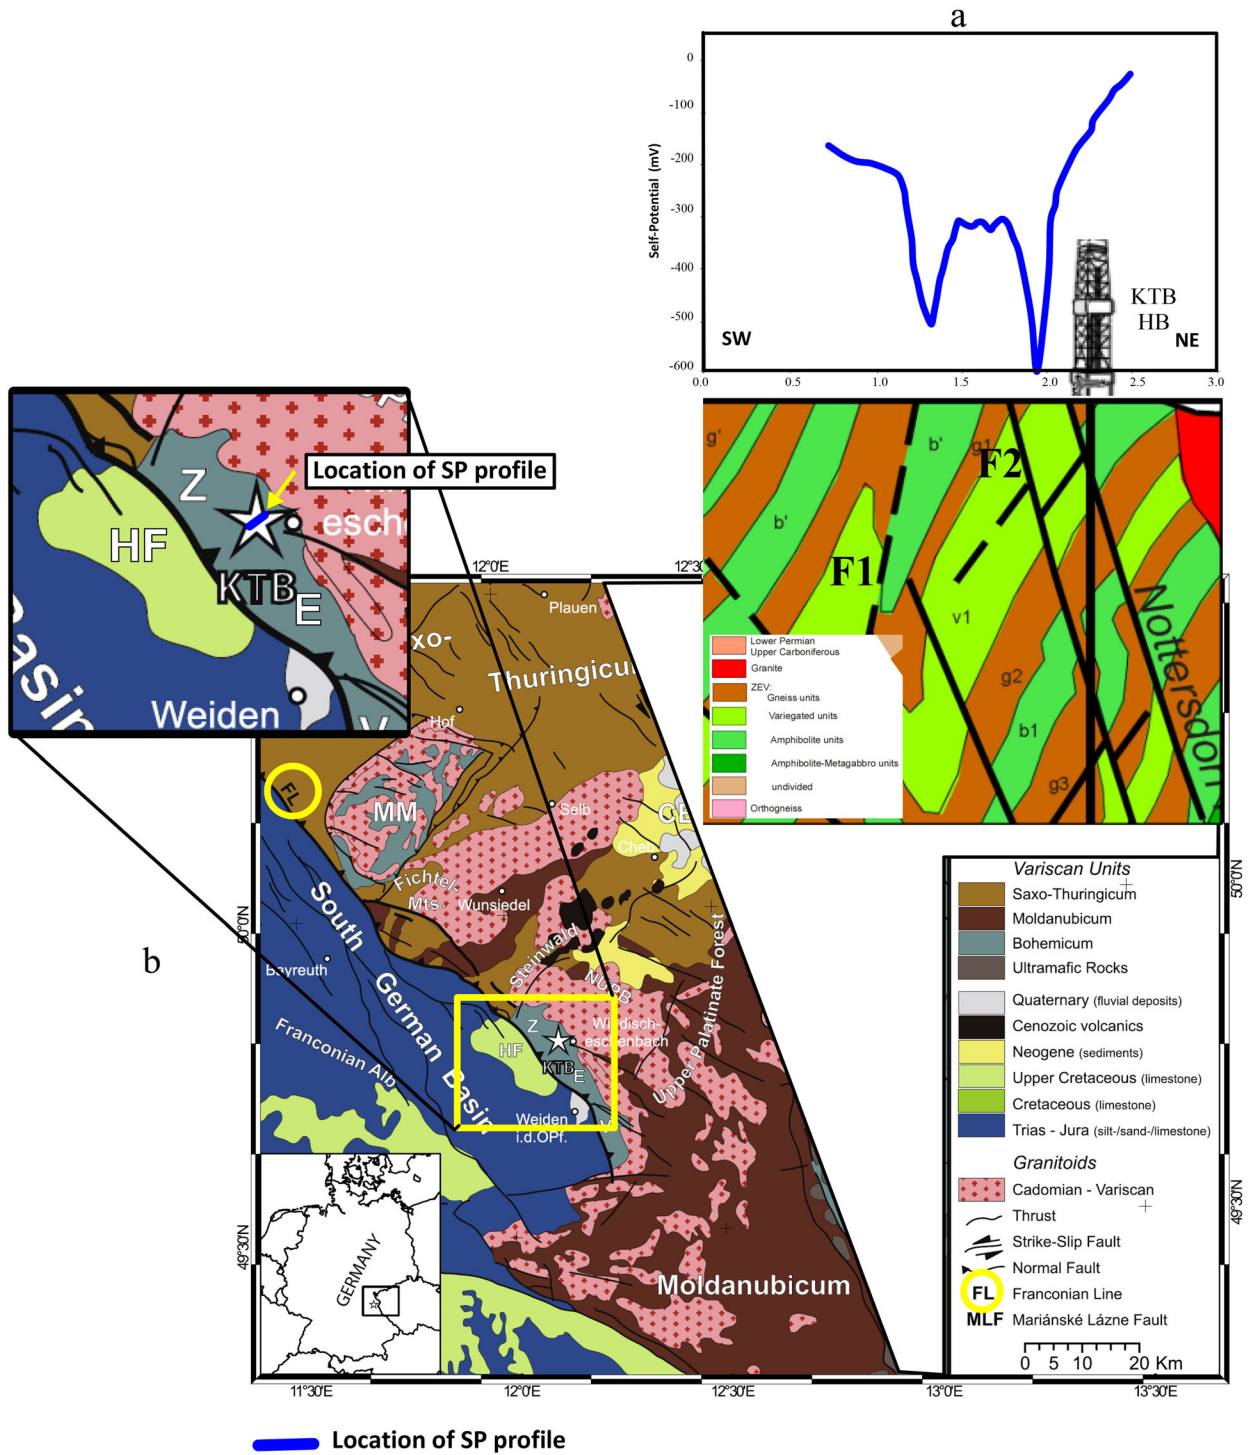 a
0
-100
-200
-300
-400
-500
-600
Self-Potential (mV)
SW
NE
KTB
HB
0.0
0.5
1.0
1.5
2.0
2.5
3.0
g'
b'
b'
g1
F2
F1
v1
g2
b1
g3
Nottersdorf
Lower Permian
Upper Carboniferous
Granite
ZEV:
Gneiss units
Variegated units
Amphibolite units
Amphibolite-Metagabbro units
undivided
Orthogneiss
Location of SP profile
Z
HF
KTB
E
esch
Weiden
V
asin
b
12°0'E
12°30
Plauen
xo-
Thuringicu
Hof
FL
MM
Selb
CE
Cheb
Fichtel-
Mts.
Wunsiedel
Steinwald
NUPB
Upper Palatinate Forest
South German Basin
Bayreuth
Franconian Alb
Z
HF
KTB
E
Windisch-
eschenbach
Weiden
i.d.OPf.
V
Moldanubicum
GERMANY
50°0'N
49°30'N
50°0'N
49°30'N
11°30'E
12°0'E
12°30'E
13°0'E
13°30'E
Variscan Units
Saxo-Thuringicum
Moldanubicum
Bohemicum
Ultramafic Rocks
Quaternary (fluvial deposits)
Cenozoic volcanics
Neogene (sediments)
Upper Cretaceous (limestone)
Cretaceous (limestone)
Trias - Jura (silt-/sand-/limestone)
Granitoids
Cadomian - Variscan
Thrust
Strike-Slip Fault
Normal Fault
FL Franconian Line
MLF Mariánské Lázne Fault
0 5 10 20 Km
Location of SP profile